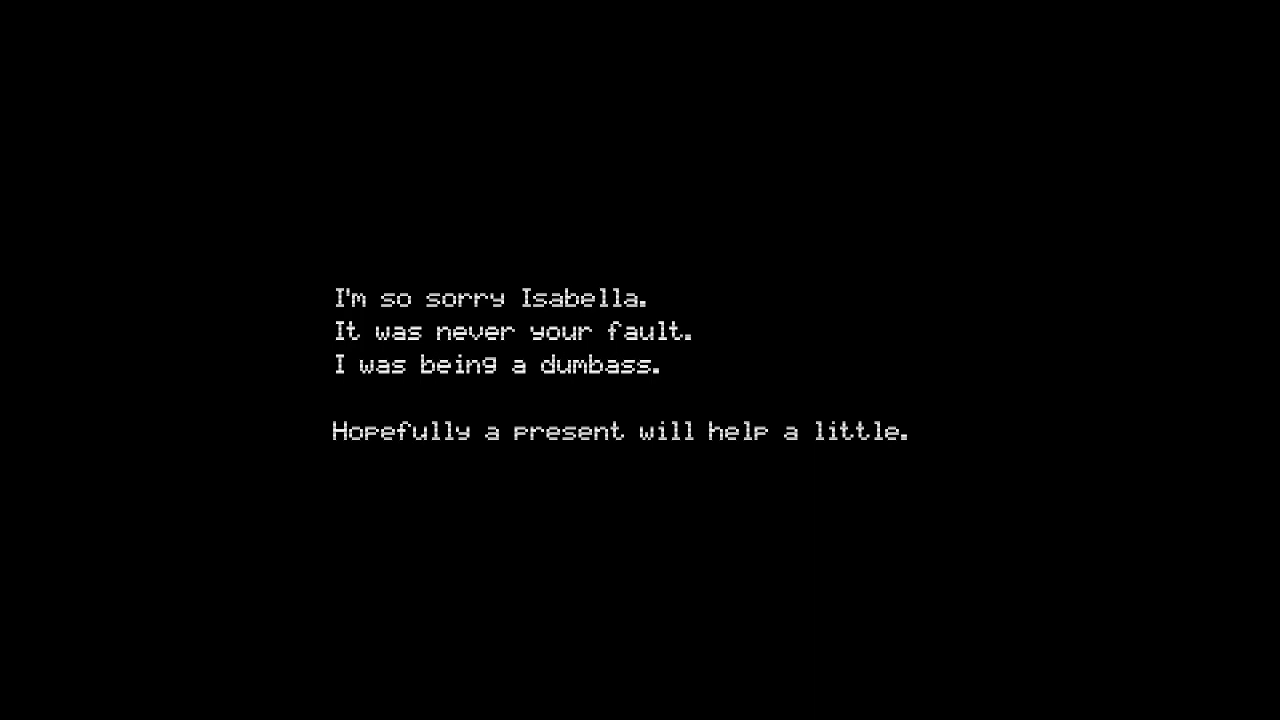 I'm so sorry Isabella.
It was never your fault.
I was being a dumbass.
Hopefully a present will help a little.